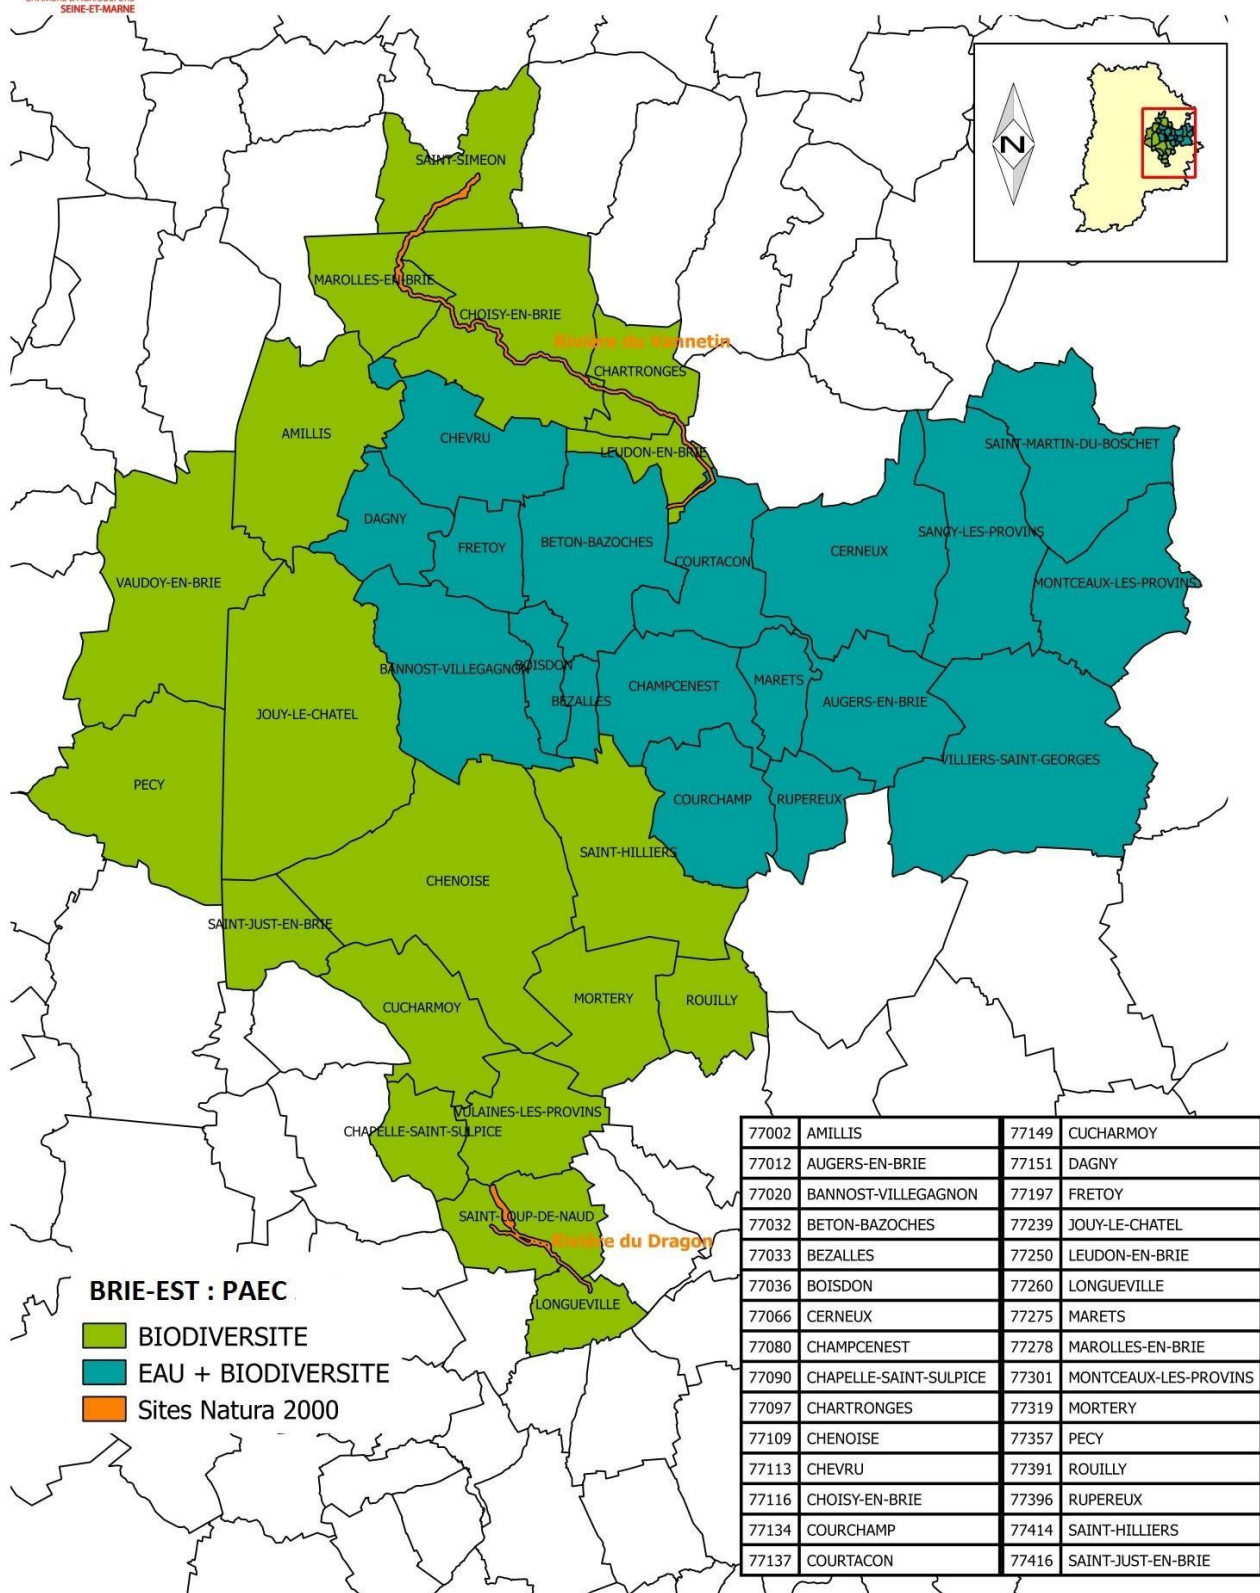 SEINE-ET-MARNE
N
SAINT-SIMEON
MAROLLES-EN-BRIE
CHOISY-EN-BRIE
Rivière du Vannetin
CHARTRONGES
AMILLIS
CHEVRU
LEUDON-EN-BRIE
SAINT-MARTIN-DU-BOSCHET
DAGNY
FRETOY
BETON-BAZOCHES
COURTACON
CERNEUX
SANCY-LES-PROVINS
VAUDOY-EN-BRIE
MONTCEAUX-LES-PROVINS
BANNOST-VILLEGAGNON
BOISDON
BEZALLES
CHAMPCENEST
MARETS
AUGERS-EN-BRIE
JOUY-LE-CHATEL
VILLIERS-SAINT-GEORGES
PECY
COURCHAMP
RUPEREUX
SAINT-HILLIERS
CHENOISE
SAINT-JUST-EN-BRIE
CUCHARMOY
MORTERY
ROUILLY
VULAINES-LES-PROVINS
CHAPELLE-SAINT-SULPICE
SAINT-LOUP-DE-NAUD
Rivière du Dragon
LONGUEVILLE
BRIE-EST : PAEC
BIODIVERSITE
EAU + BIODIVERSITE
Sites Natura 2000
77002 AMILLIS 77149 CUCHARMOY
77012 AUGERS-EN-BRIE 77151 DAGNY
77020 BANNOST-VILLEGAGNON 77197 FRETOY
77032 BETON-BAZOCHES 77239 JOUY-LE-CHATEL
77033 BEZALLES 77250 LEUDON-EN-BRIE
77036 BOISDON 77260 LONGUEVILLE
77066 CERNEUX 77275 MARETS
77080 CHAMPCENEST 77278 MAROLLES-EN-BRIE
77090 CHAPELLE-SAINT-SULPICE 77301 MONTCEAUX-LES-PROVINS
77097 CHARTRONGES 77319 MORTERY
77109 CHENOISE 77357 PECY
77113 CHEVRU 77391 ROUILLY
77116 CHOISY-EN-BRIE 77396 RUPEREUX
77134 COURCHAMP 77414 SAINT-HILLIERS
77137 COURTACON 77416 SAINT-JUST-EN-BRIE